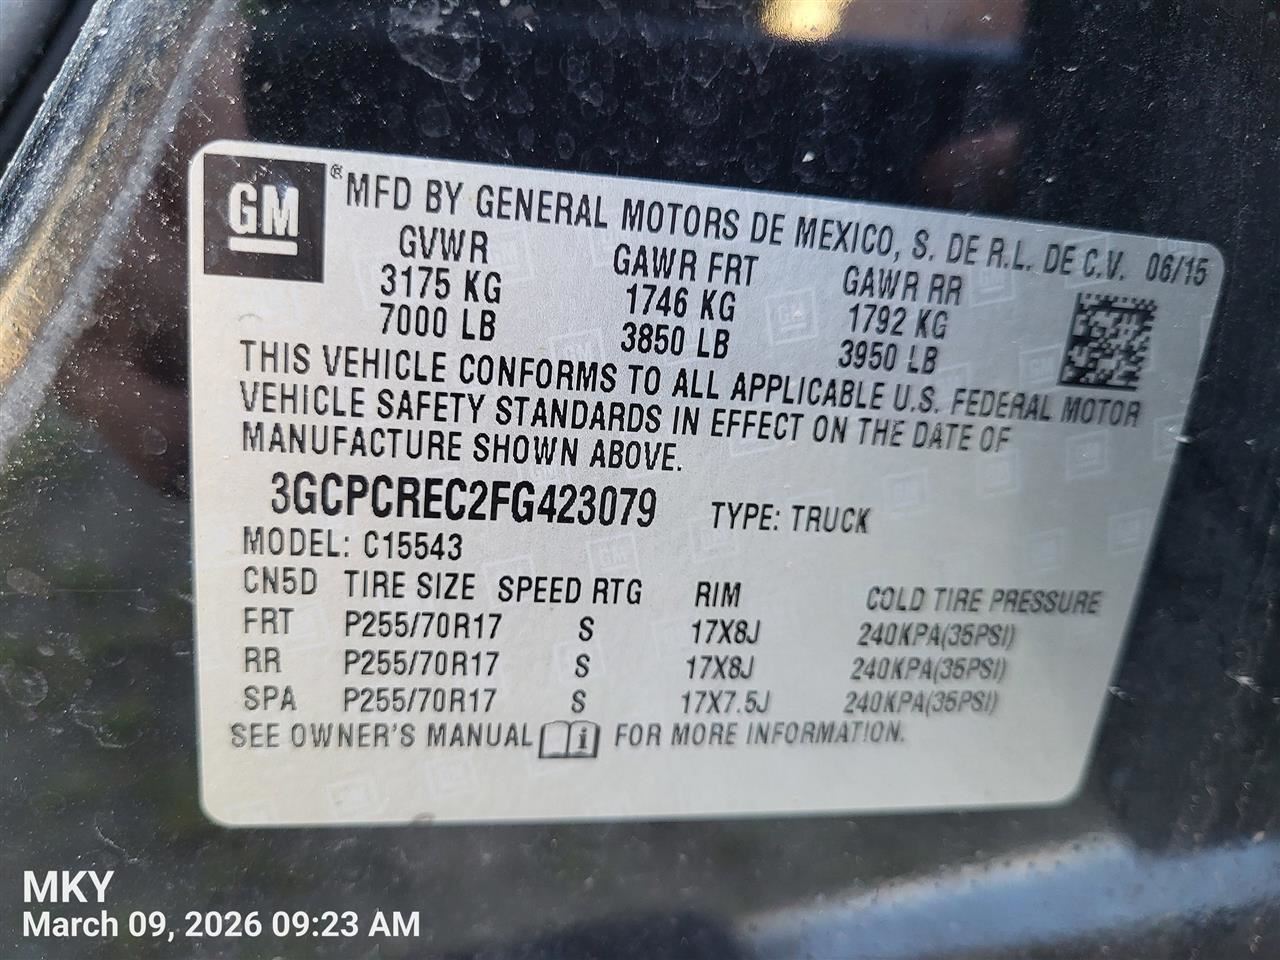 GM ® MFD BY GENERAL MOTORS DE MEXICO, S. DE R.L. DE C.V. 06/15
GVWR GAWR FRT GAWR RR
3175 KG 1746 KG 1792 KG
7000 LB 3850 LB 3950 LB
THIS VEHICLE CONFORMS TO ALL APPLICABLE U.S. FEDERAL MOTOR
VEHICLE SAFETY STANDARDS IN EFFECT ON THE DATE OF
MANUFACTURE SHOWN ABOVE.
3GCPCREC2FG423079 TYPE: TRUCK
MODEL: C15543
CN5D TIRE SIZE SPEED RTG RIM COLD TIRE PRESSURE
FRT P255/70R17 S 17X8J 240KPA(35PSI)
RR P255/70R17 S 17X8J 240KPA(35PSI)
SPA P255/70R17 S 17X7.5J 240KPA(35PSI)
SEE OWNER'S MANUAL i FOR MORE INFORMATION.
MKY
March 09, 2026 09:23 AM